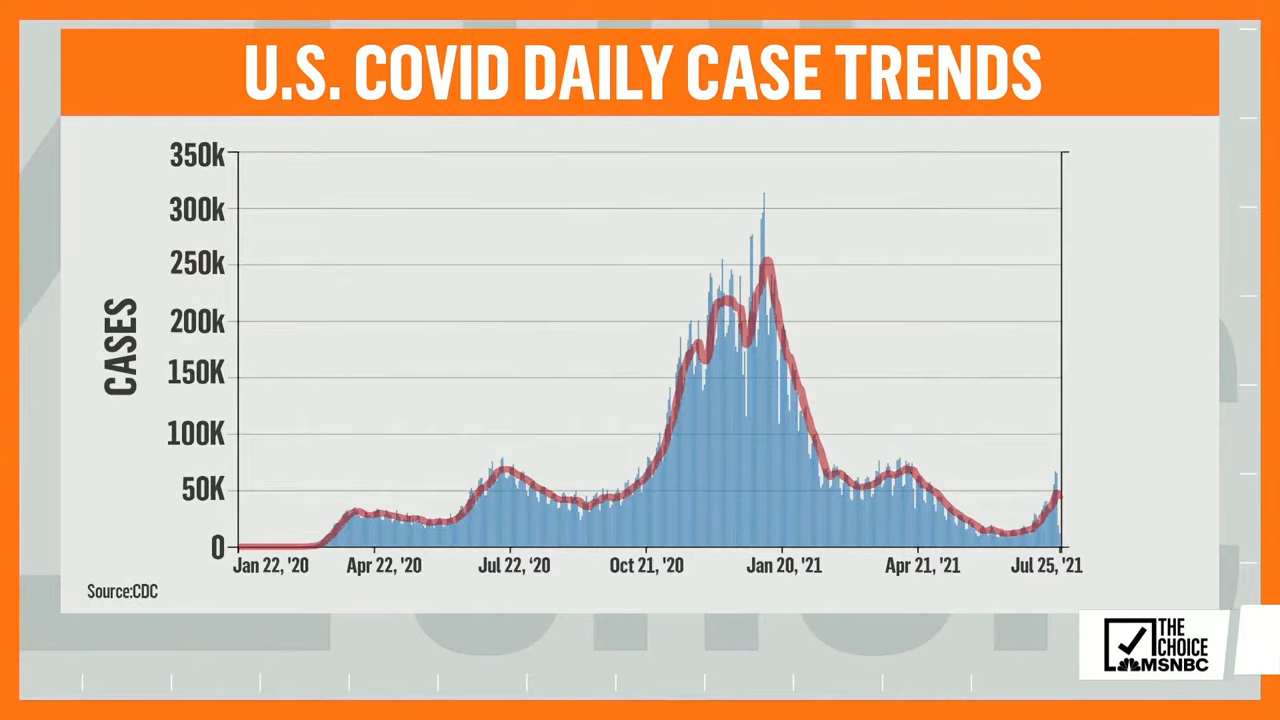 U.S. COVID DAILY CASE TRENDS
350k
300k
250k
200k
150K
100K
50K
0
CASES
Jan 22, '20 Apr 22, '20 Jul 22, '20 Oct 21, '20 Jan 20, '21 Apr 21, '21 Jul 25, '21
Source:CDC
THE
CHOICE
MSNBC